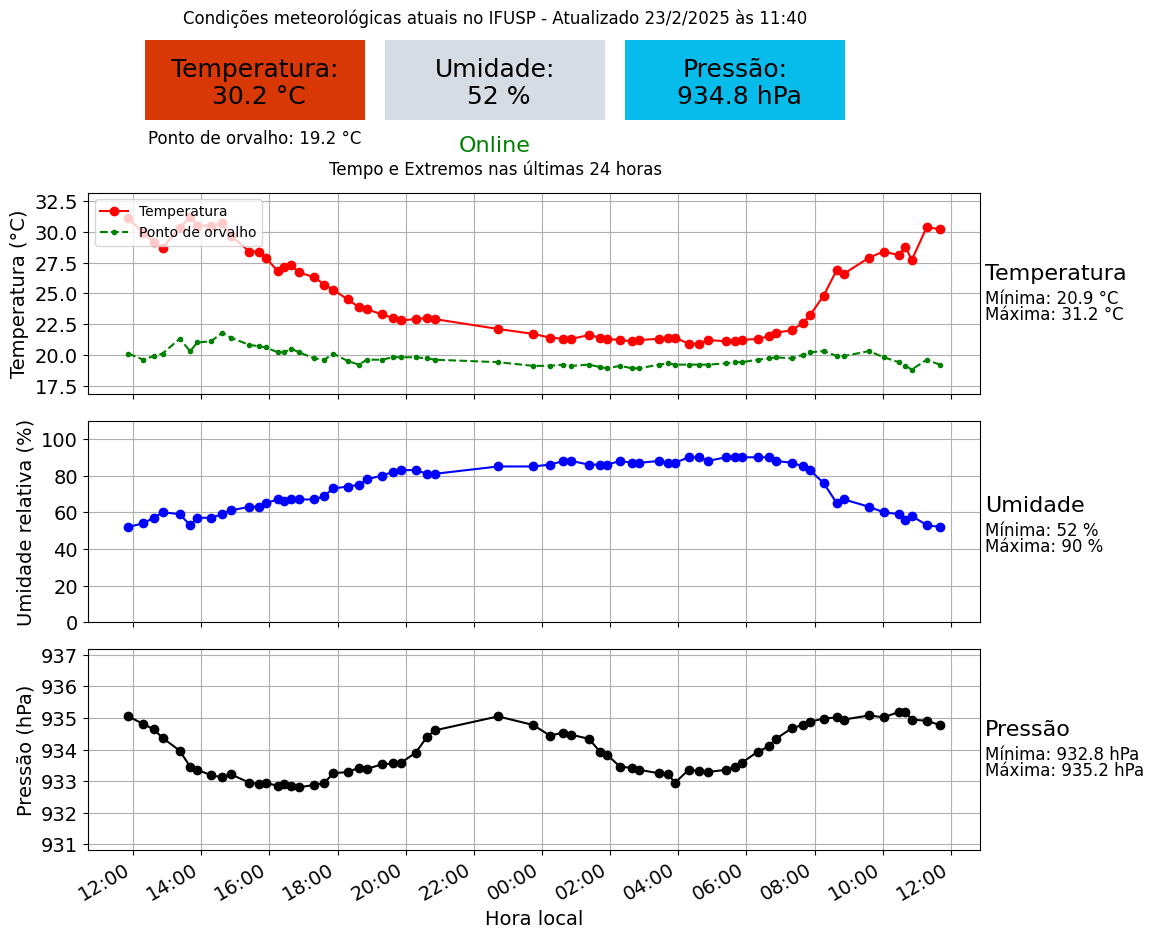 Condições meteorológicas atuais no IFUSP - Atualizado 23/2/2025 às 11:40
Temperatura:
30.2 °C
Umidade:
52 %
Pressão:
934.8 hPa
Ponto de orvalho: 19.2 °C
Online
Tempo e Extremos nas últimas 24 horas
Temperatura (°C)
32.5
30.0
27.5
25.0
22.5
20.0
17.5
Temperatura
Ponto de orvalho
Temperatura
Mínima: 20.9 °C
Máxima: 31.2 °C
Umidade relativa (%)
100
80
60
40
20
0
Umidade
Mínima: 52 %
Máxima: 90 %
Pressão (hPa)
937
936
935
934
933
932
931
Pressão
Mínima: 932.8 hPa
Máxima: 935.2 hPa
12:00 14:00 16:00 18:00 20:00 22:00 00:00 02:00 04:00 06:00 08:00 10:00 12:00
Hora local